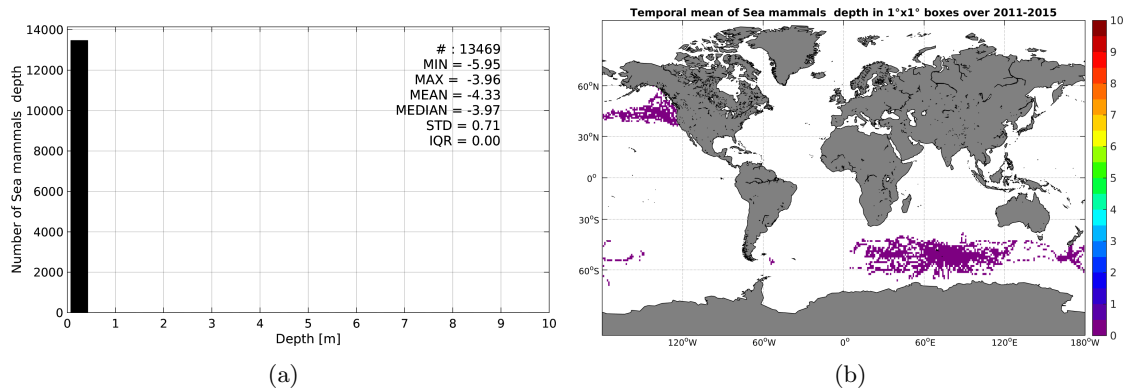 14000
12000
10000
8000
6000
4000
2000
0
Number of Sea mammals depth
# : 13469
MIN = -5.95
MAX = -3.96
MEAN = -4.33
MEDIAN = -3.97
STD = 0.71
IQR = 0.00
0 1 2 3 4 5 6 7 8 9 10
Depth [m]
(a)
Temporal mean of Sea mammals depth in 1°x1° boxes over 2011-2015
60°N
30°N
0°
30°S
60°S
120°W 60°W 0° 60°E 120°E 180°W
10
9
8
7
6
5
4
3
2
1
0
(b)